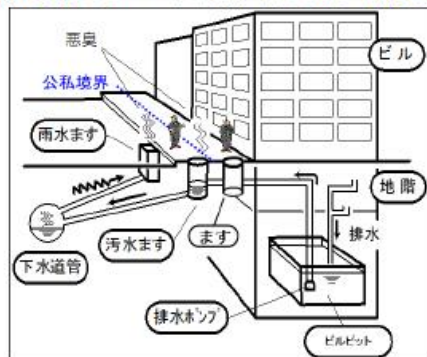 悪臭
ビル
公私境界
雨水ます
地階
汚水ます
ます
排水
下水道管
排水ポンプ
ビルピット